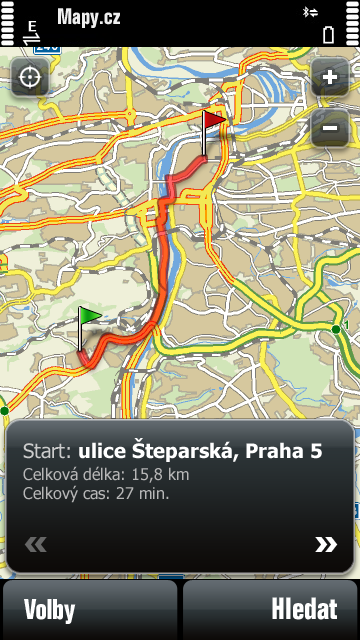 E
Mapy.cz
Start: ulice Šteparská, Praha 5
Celková délka: 15,8 km
Celkový cas: 27 min.
Volby
Hledat